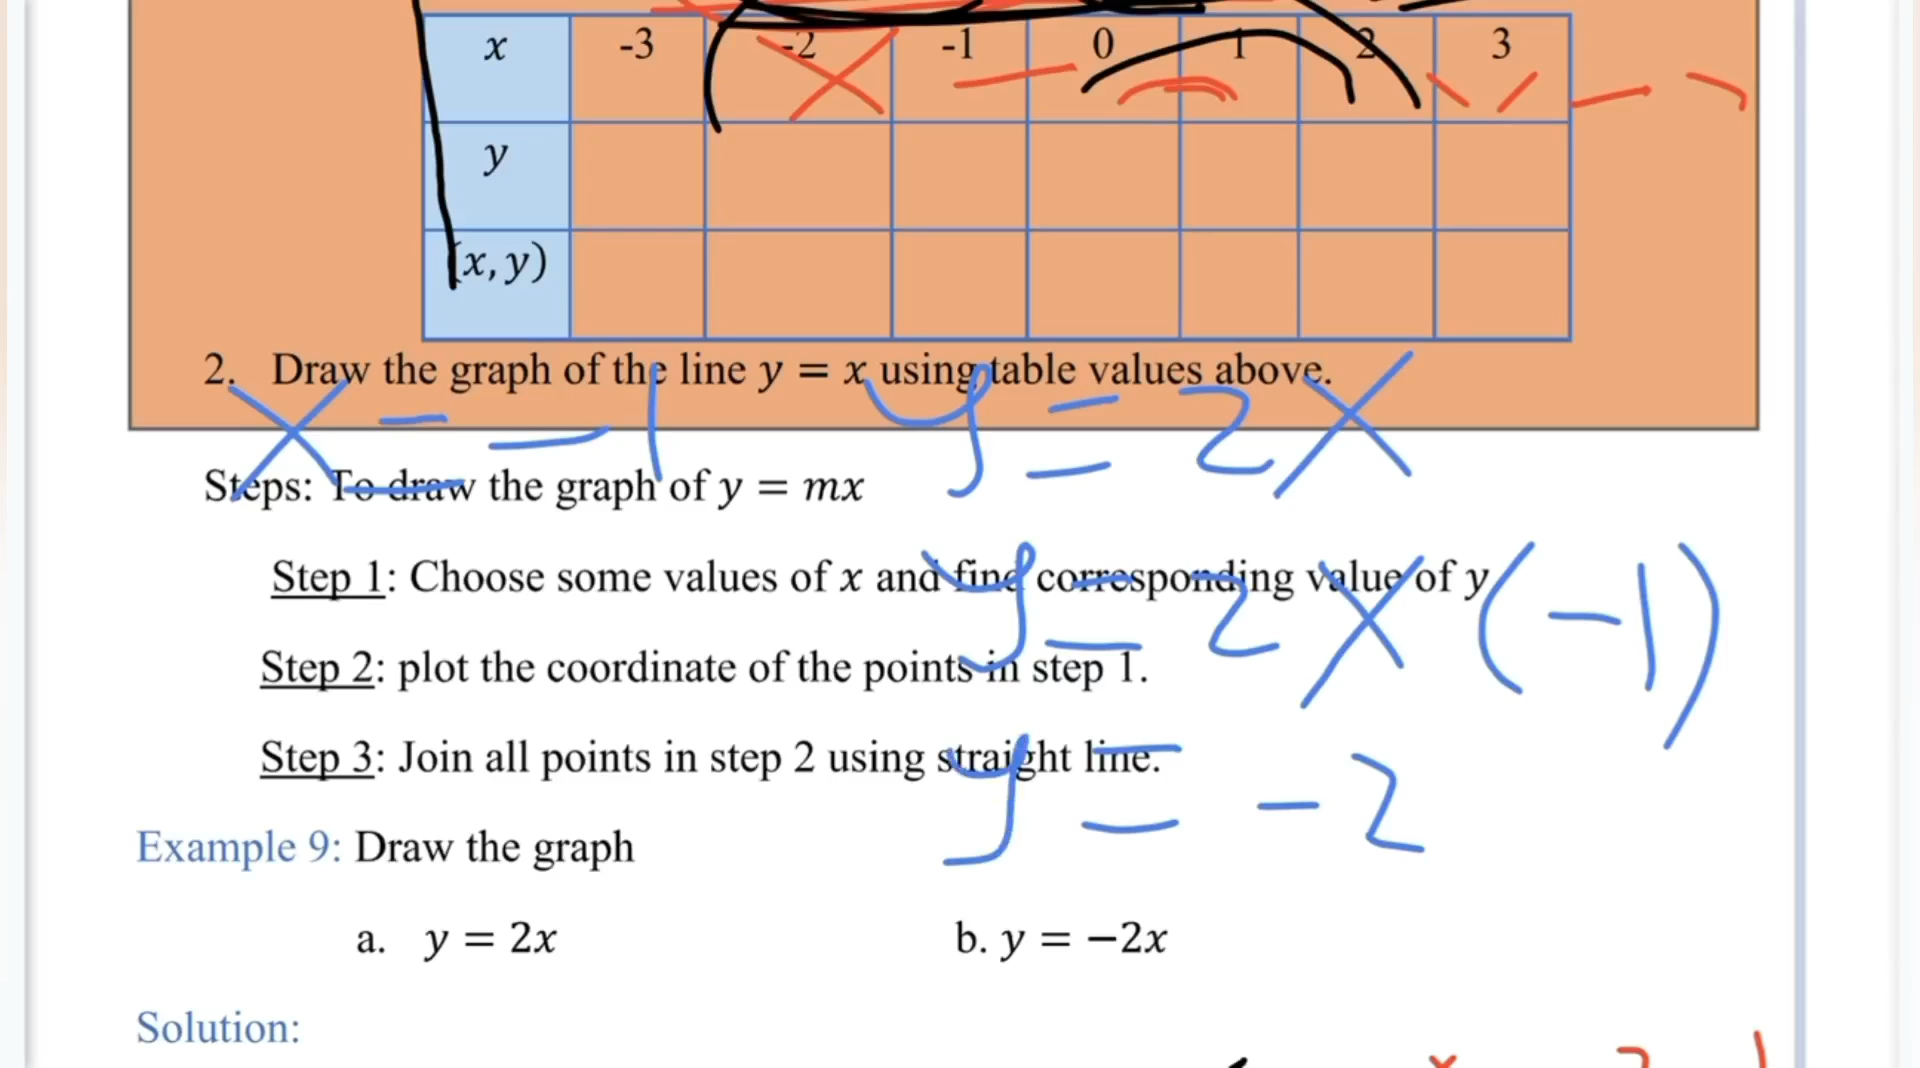 x -3 -2 -1 0 1 2 3
y
(x, y)
2. Draw the graph of the line y = x using table values above.
x = -1 y = 2x
Steps: To draw the graph of y = mx
Step 1: Choose some values of x and find corresponding value of y
y = 2 x (-1)
Step 2: plot the coordinate of the points in step 1.
Step 3: Join all points in step 2 using straight line.
y = -2
Example 9: Draw the graph
a. y = 2x b. y = −2x
Solution: